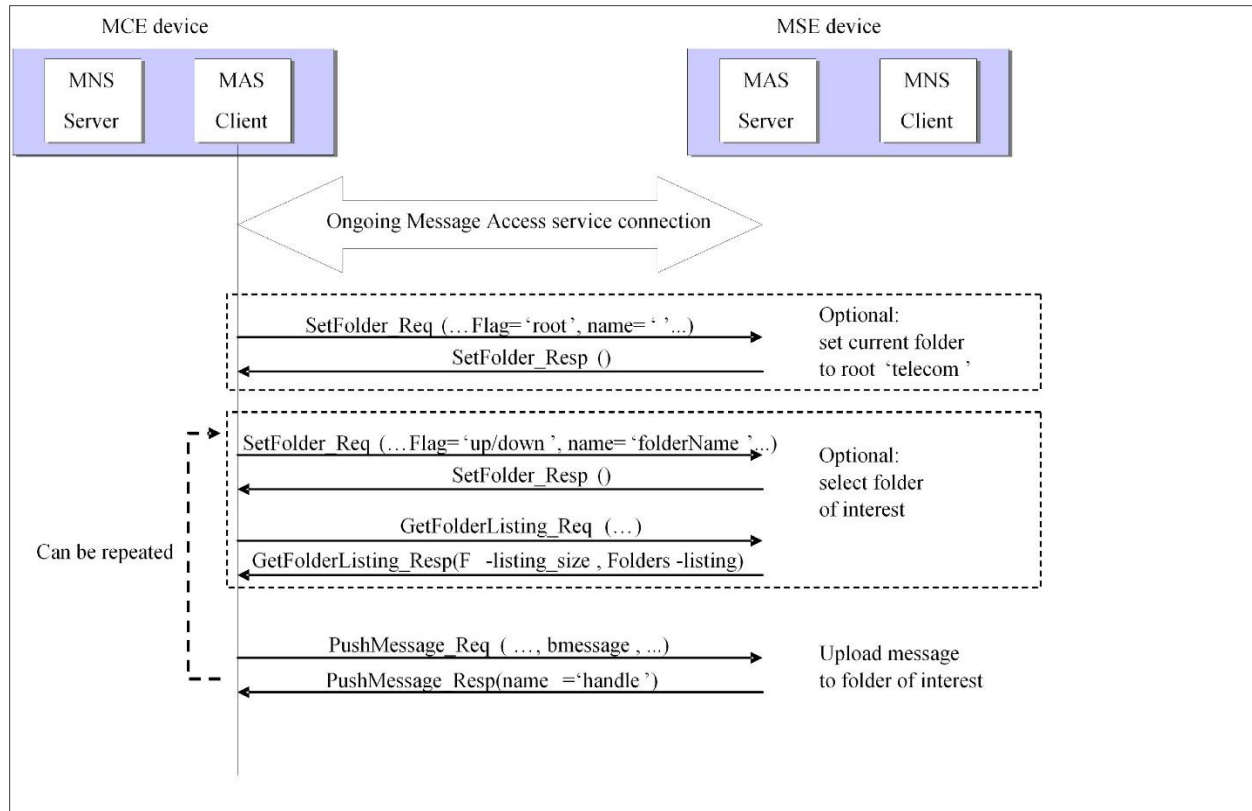 MCE device
MSE device
MNS
Server
MAS
Client
MAS
Server
MNS
Client
Ongoing Message Access service connection
SetFolder_Req (…Flag=‘root’, name=‘ ’...)
SetFolder_Resp ()
Optional:
set current folder
to root ‘telecom’
SetFolder_Req (…Flag=‘up/down’, name=‘folderName’...)
SetFolder_Resp ()
Optional:
select folder
of interest
GetFolderListing_Req (…)
GetFolderListing_Resp(F -listing_size, Folders -listing)
Can be repeated
PushMessage_Req (…, bmessage, ...)
PushMessage_Resp(name =‘handle’)
Upload message
to folder of interest